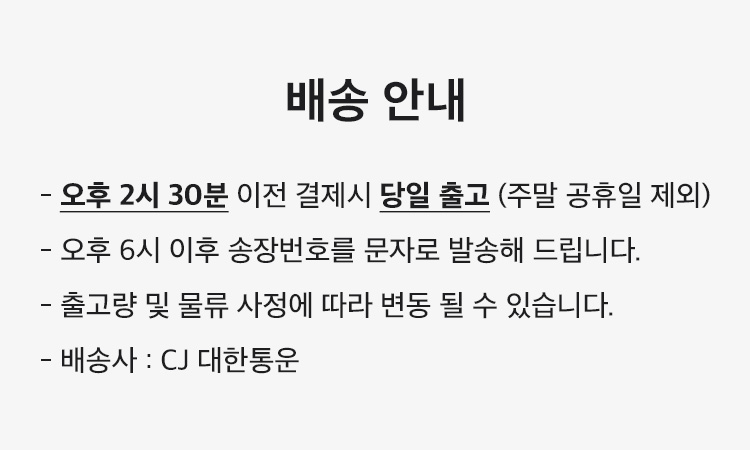 배송 안내
- 오후 2시 30분 이전 결제시 당일 출고 (주말 공휴일 제외)
- 오후 6시 이후 송장번호를 문자로 발송해 드립니다.
- 출고량 및 물류 사정에 따라 변동 될 수 있습니다.
- 배송사 : CJ 대한통운